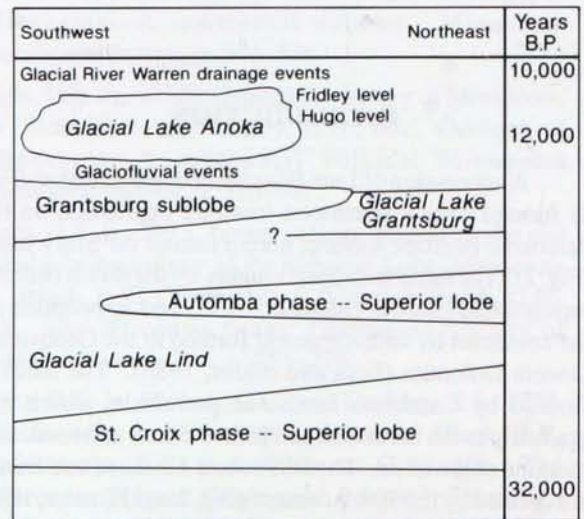 Southwest Northeast Years
B.P.
Glacial River Warren drainage events 10,000
Fridley level
Hugo level
Glacial Lake Anoka 12,000
Glaciofluvial events
Grantsburg sublobe Glacial Lake
Grantsburg
?
Automba phase -- Superior lobe
Glacial Lake Lind
St. Croix phase -- Superior lobe
32,000